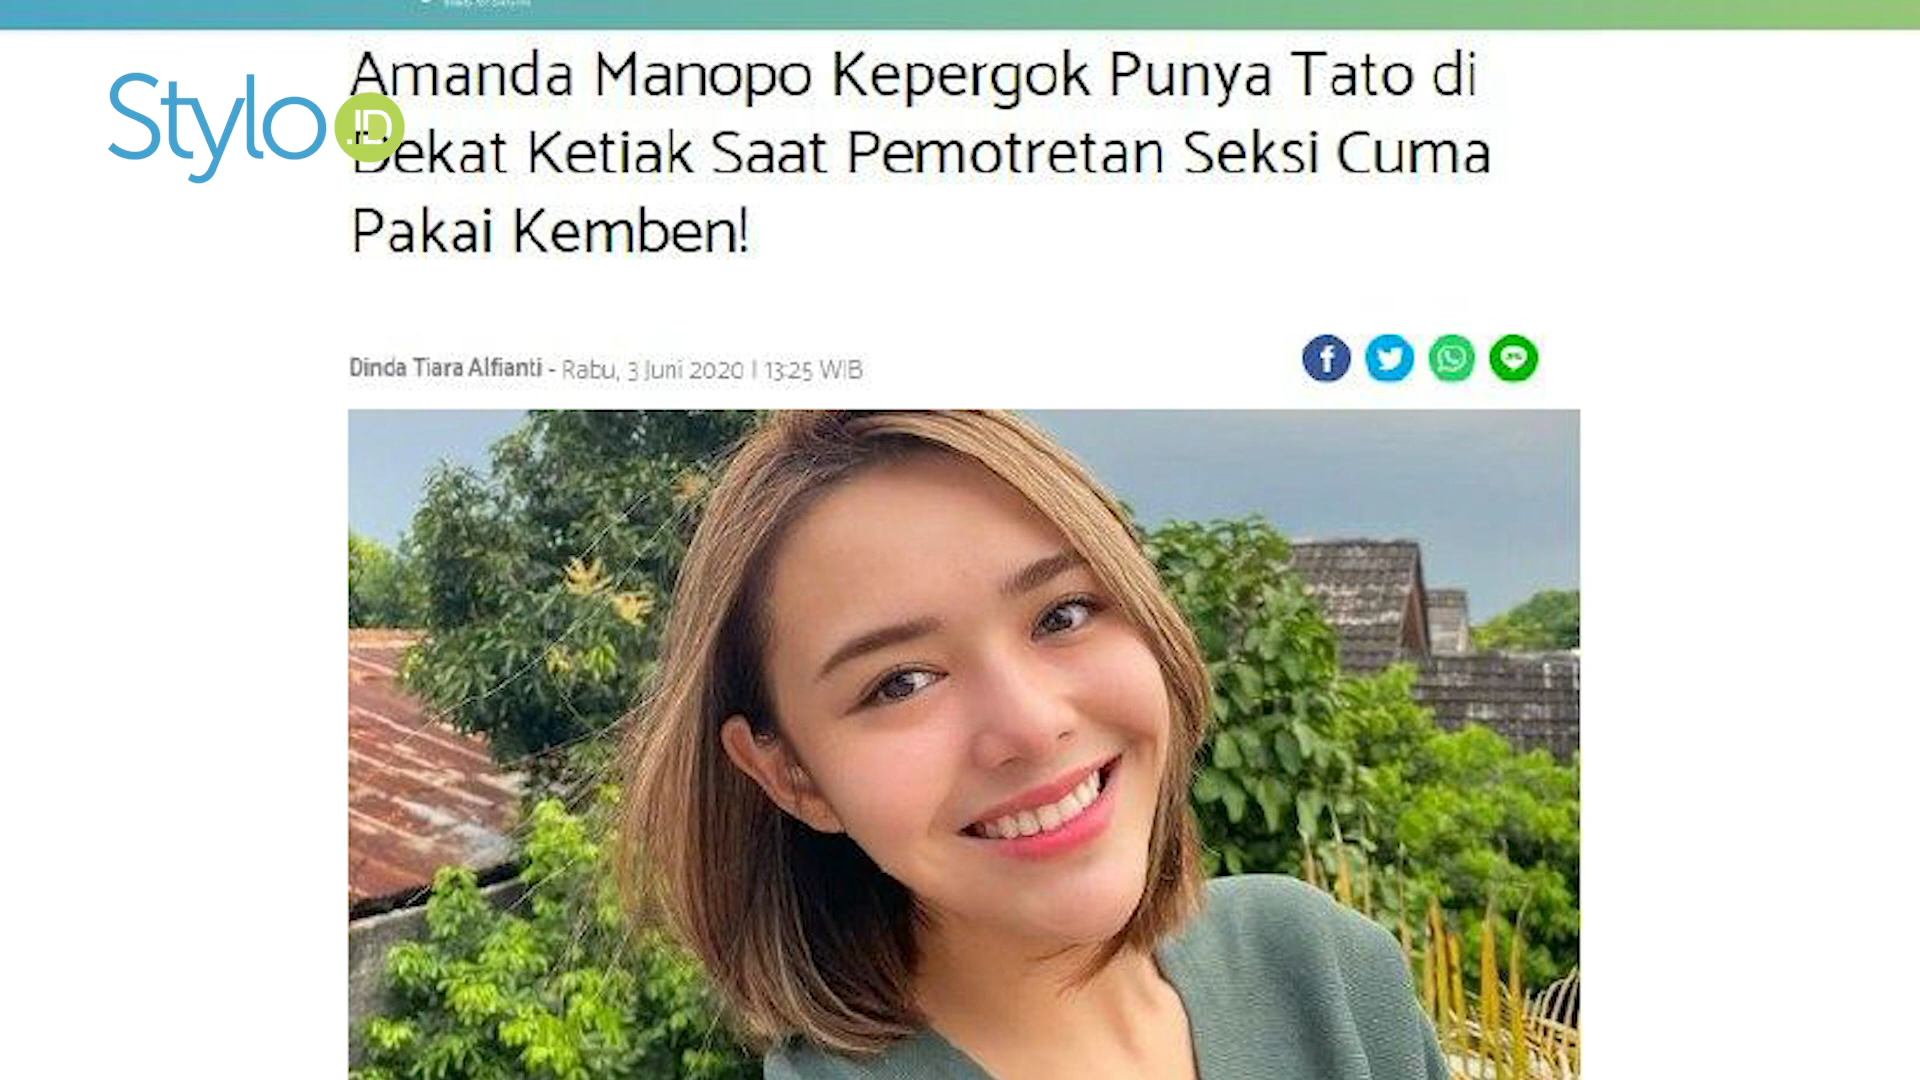 Stylo.ID
Amanda Manopo Kepergok Punya Tato di
Dekat Ketiak Saat Pemotretan Seksi Cuma
Pakai Kemben!
Dinda Tiara Alfianti - Rabu, 3 Juni 2020 | 13:25 WIB